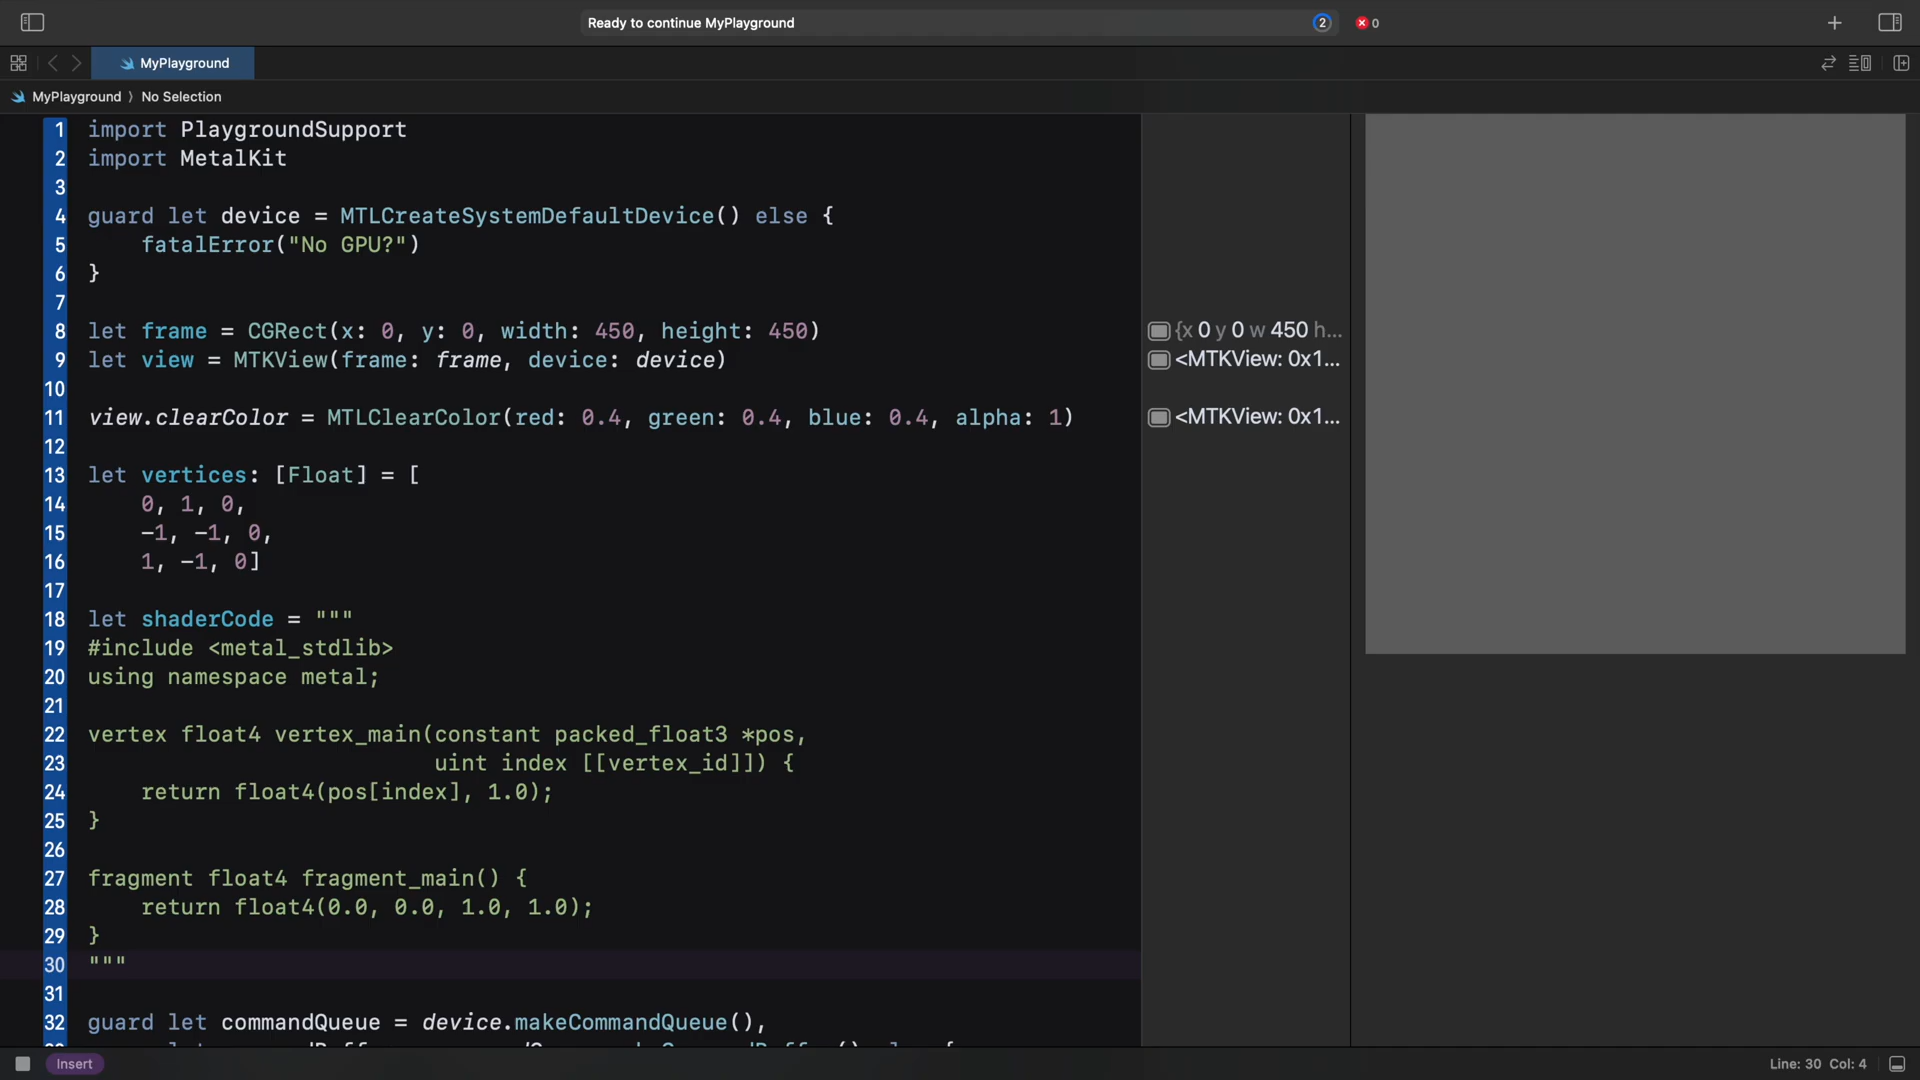 Ready to continue MyPlayground
2
0
MyPlayground
MyPlayground 〉 No Selection
1 import PlaygroundSupport
2 import MetalKit
3
4 guard let device = MTLCreateSystemDefaultDevice() else {
5     fatalError("No GPU?")
6 }
7
8 let frame = CGRect(x: 0, y: 0, width: 450, height: 450)
{x 0 y 0 w 450 h...
9 let view = MTKView(frame: frame, device: device)
<MTKView: 0x1...
10
11 view.clearColor = MTLClearColor(red: 0.4, green: 0.4, blue: 0.4, alpha: 1)
<MTKView: 0x1...
12
13 let vertices: [Float] = [
14     0, 1, 0,
15     -1, -1, 0,
16     1, -1, 0]
17
18 let shaderCode = """
19 #include <metal_stdlib>
20 using namespace metal;
21
22 vertex float4 vertex_main(constant packed_float3 *pos,
23                           uint index [[vertex_id]]) {
24     return float4(pos[index], 1.0);
25 }
26
27 fragment float4 fragment_main() {
28     return float4(0.0, 0.0, 1.0, 1.0);
29 }
30 """
31
32 guard let commandQueue = device.makeCommandQueue(),
Insert
Line: 30 Col: 4